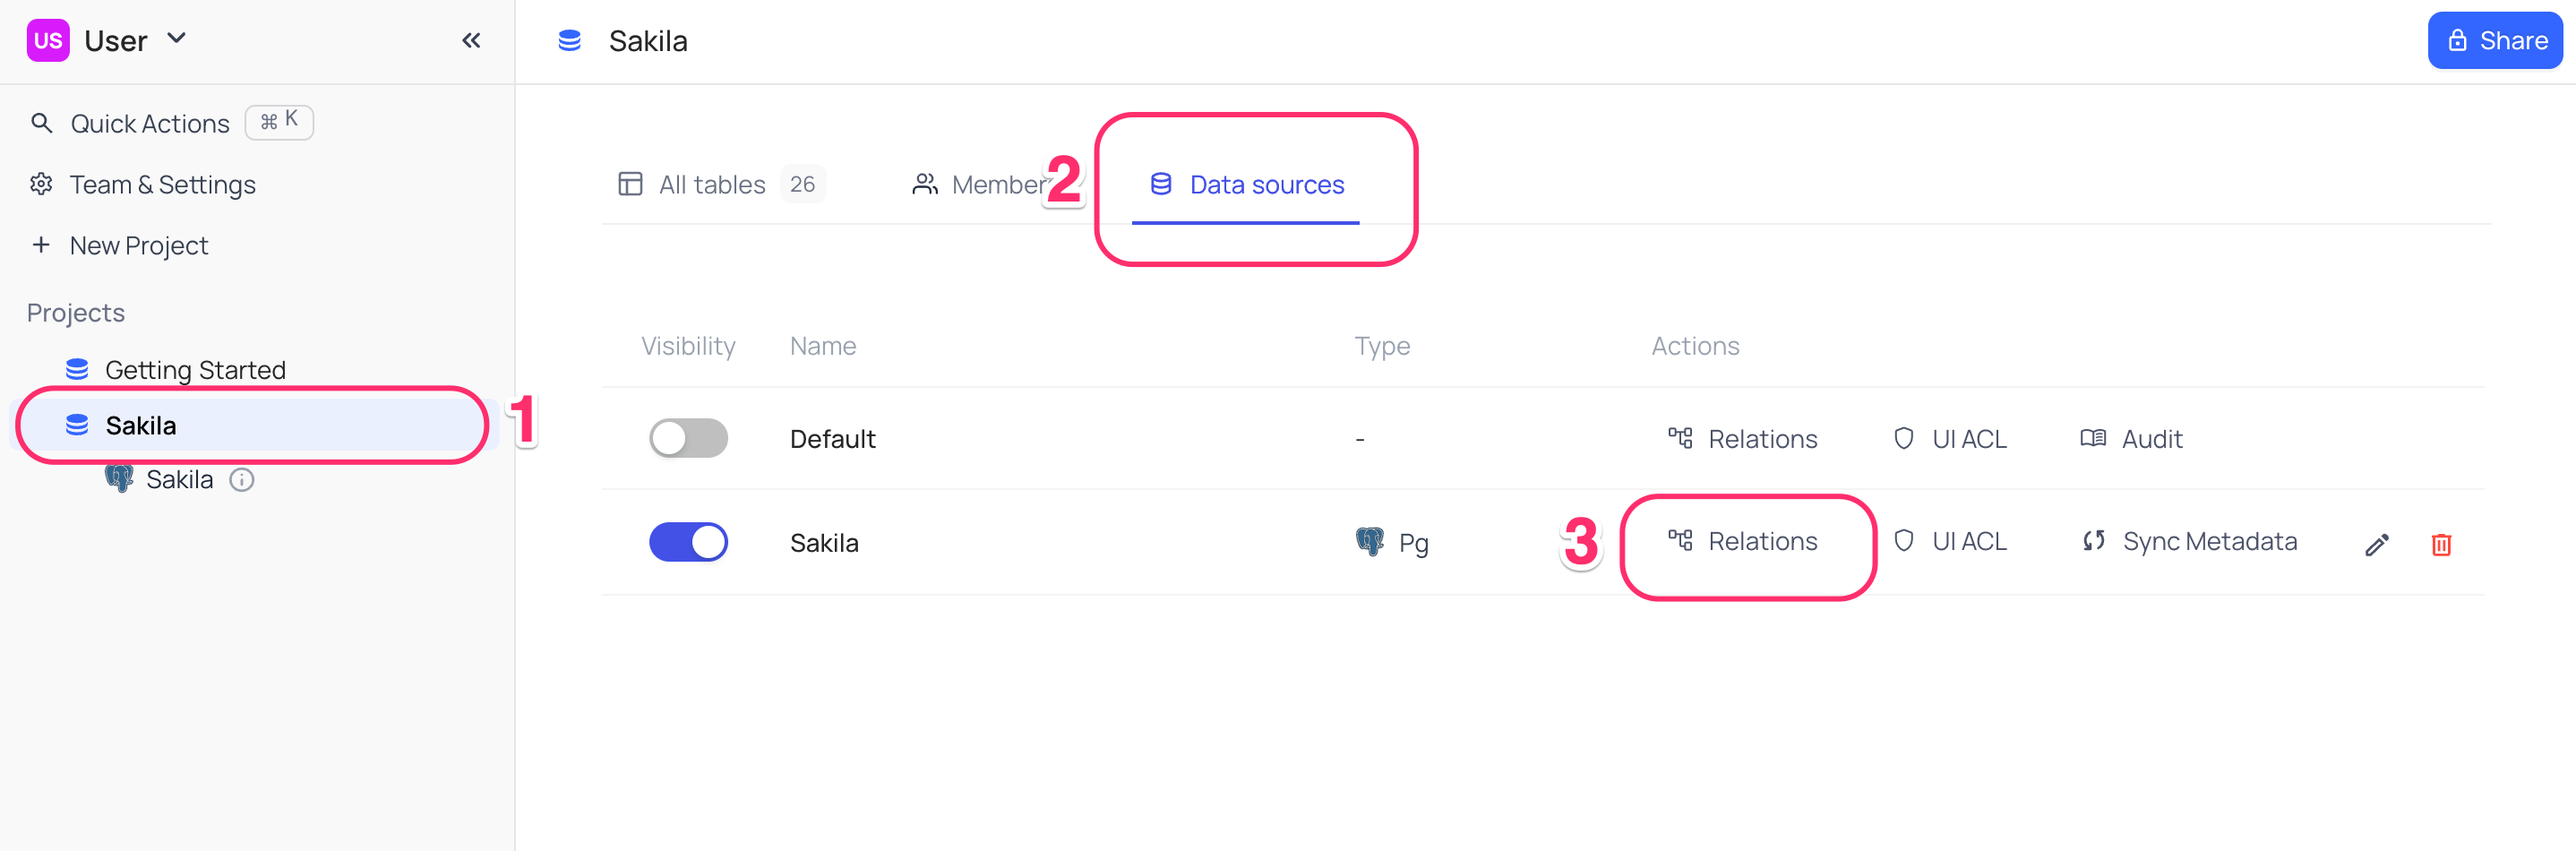 US User
Quick Actions ⌘ K
Team & Settings
New Project
Projects
Getting Started
Sakila
1
Sakila
Sakila
Share
All tables 26
Member
2
Data sources
Visibility Name Type Actions
Default - Relations UI ACL Audit
Sakila Pg 3 Relations UI ACL Sync Metadata